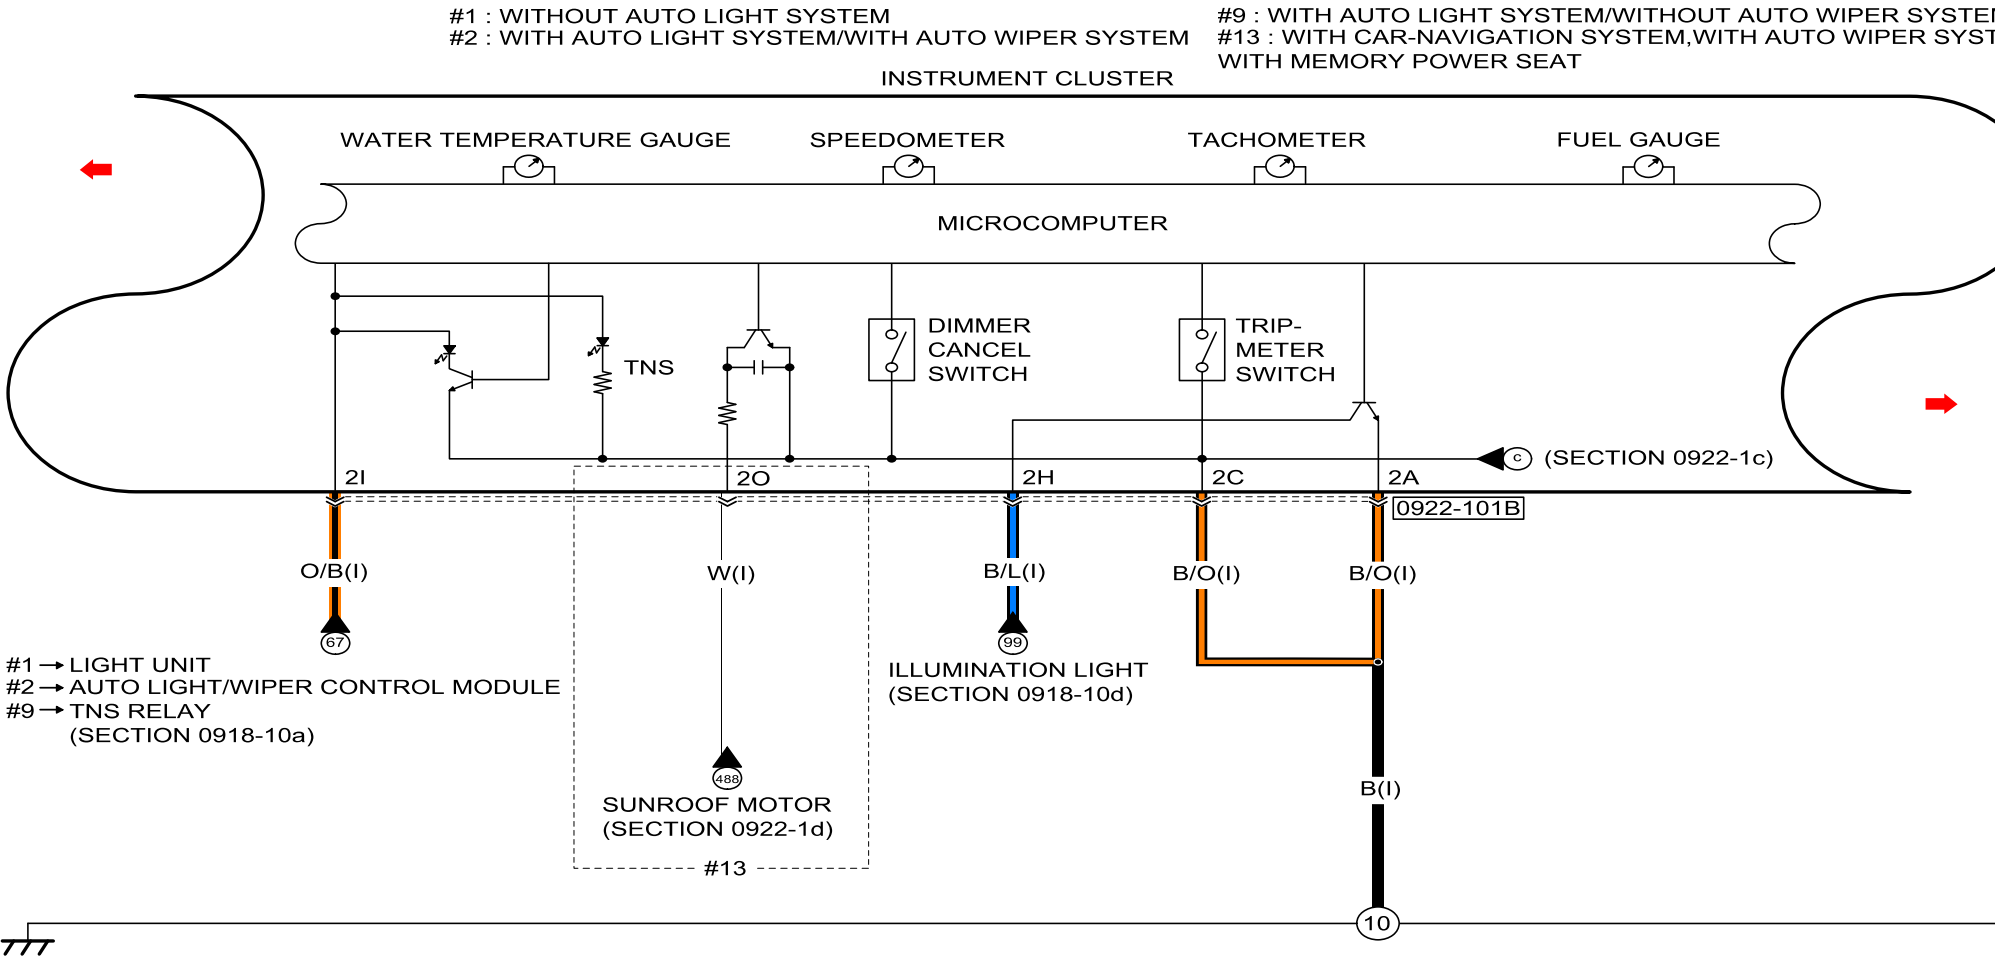 #1 : WITHOUT AUTO LIGHT SYSTEM
#2 : WITH AUTO LIGHT SYSTEM/WITH AUTO WIPER SYSTEM
#9 : WITH AUTO LIGHT SYSTEM/WITHOUT AUTO WIPER
#13 : WITH CAR-NAVIGATION SYSTEM,WITH AUTO WIPER
WITH MEMORY POWER SEAT
INSTRUMENT CLUSTER
WATER TEMPERATURE GAUGE
SPEEDOMETER
TACHOMETER
FUEL GAUGE
MICROCOMPUTER
TNS
DIMMER
CANCEL
SWITCH
TRIP-
METER
SWITCH
c (SECTION 0922-1c)
2I
2O
2H
2C
2A
0922-101B
O/B(I)
W(I)
B/L(I)
B/O(I)
B/O(I)
67
#1 → LIGHT UNIT
#2 → AUTO LIGHT/WIPER CONTROL MODULE
#9 → TNS RELAY
(SECTION 0918-10a)
99
ILLUMINATION LIGHT
(SECTION 0918-10d)
488
SUNROOF MOTOR
(SECTION 0922-1d)
#13
B(I)
10